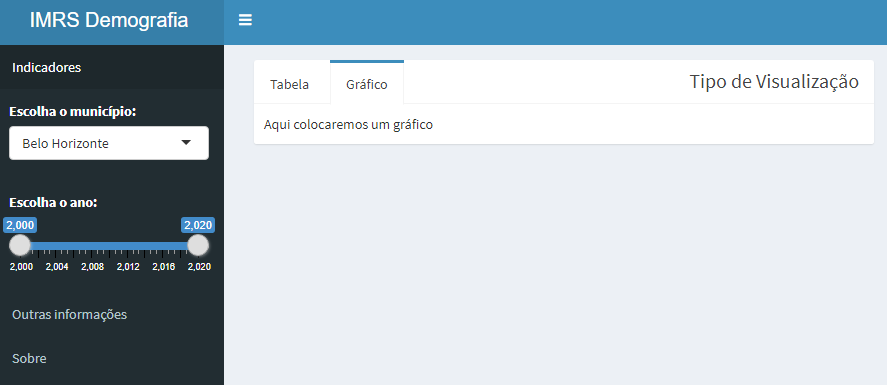 IMRS Demografia
Indicadores
Escolha o município:
Belo Horizonte
Escolha o ano:
2,000 2,020
2,000 2,004 2,008 2,012 2,016 2,020
Outras informações
Sobre
Tabela Gráfico Tipo de Visualização
Aqui colocaremos um gráfico